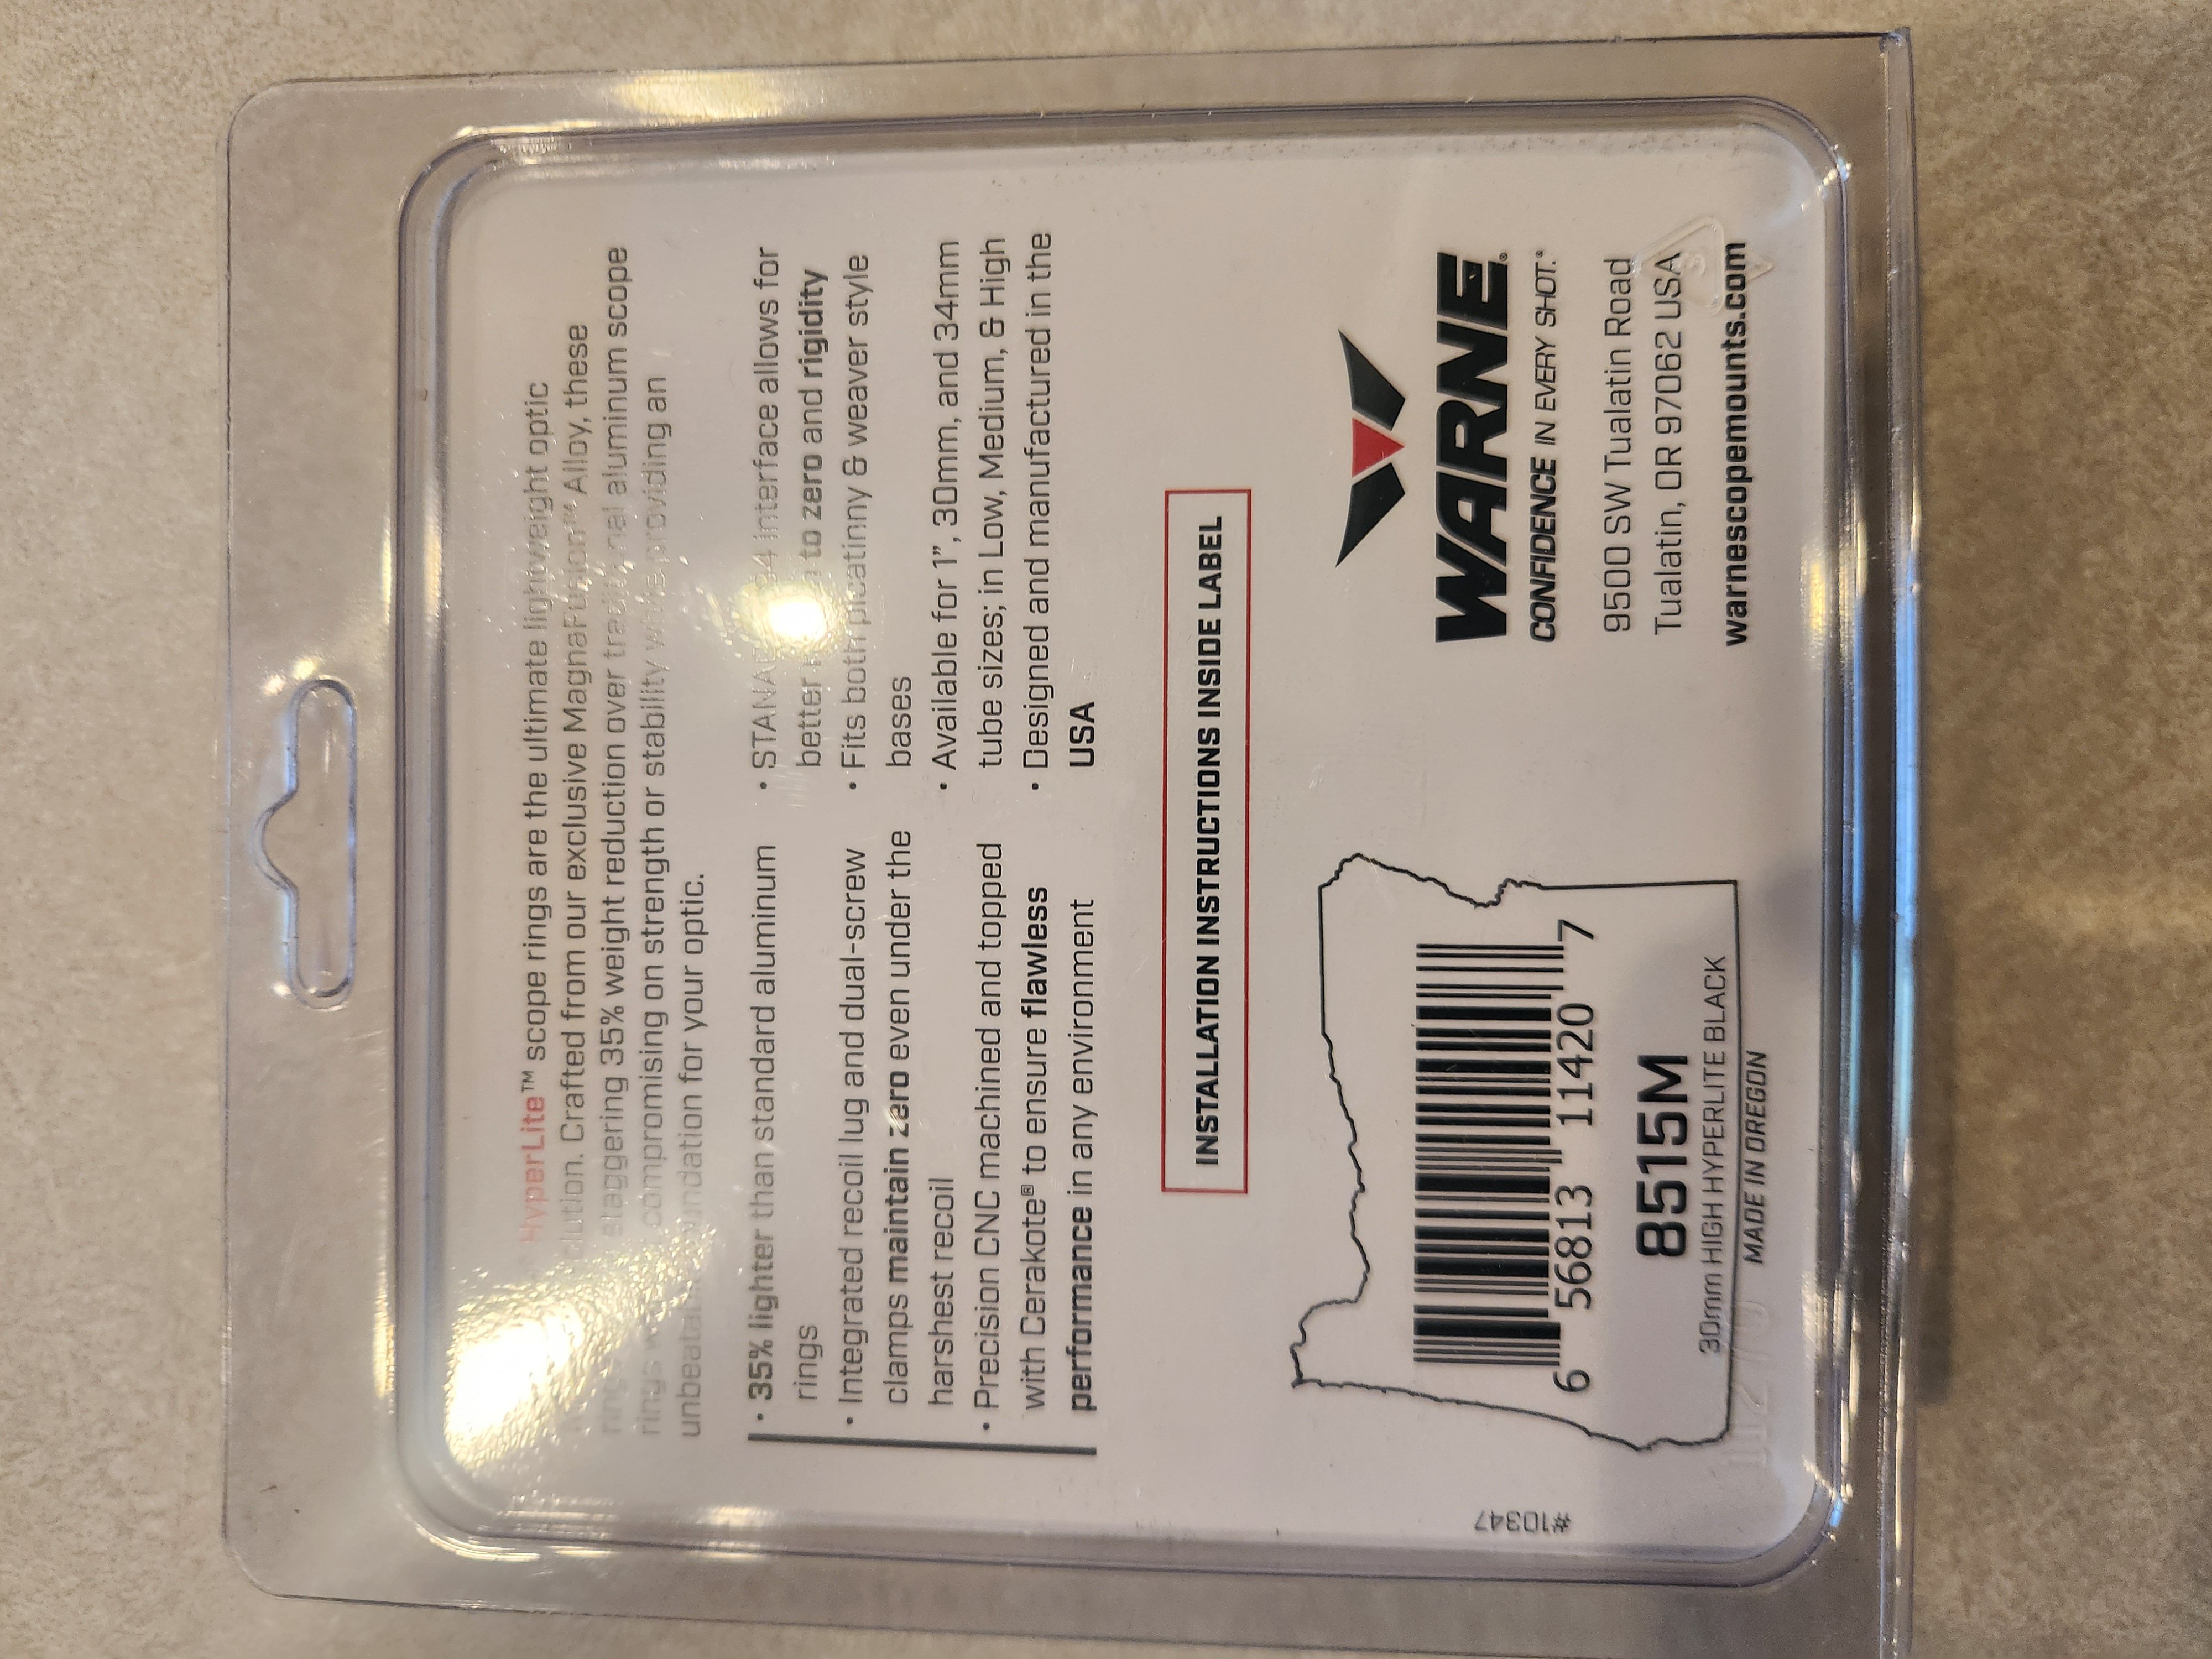 HyperLite™ scope rings are the ultimate lightweight optic
Crafted from our exclusive MagnaFusion™ Alloy, these
staggering 35% weight reduction over traditional aluminum scope
rings compromising on strength or stability while providing an
for your optic.
• 35% lighter than standard aluminum
rings
• Integrated recoil lug and dual-screw
clamps maintain zero even under the
harshest recoil
• Precision CNC machined and topped
with Cerakote® to ensure flawless
performance in any environment
• interface allows for
better to zero and rigidity
• Fits both picatinny & weaver style
bases
• Available for 1”, 30mm, and 34mm
tube sizes; in Low, Medium, & High
• Designed and manufactured in the
USA
INSTALLATION INSTRUCTIONS INSIDE LABEL
6 56813 11420 7
8515M
30mm HIGH HYPERLITE BLACK
MADE IN OREGON
#10347
WARNE®
CONFIDENCE IN EVERY SHOT.®
9500 SW Tualatin Road
Tualatin, OR 97062 USA
warnescopemounts.com
3